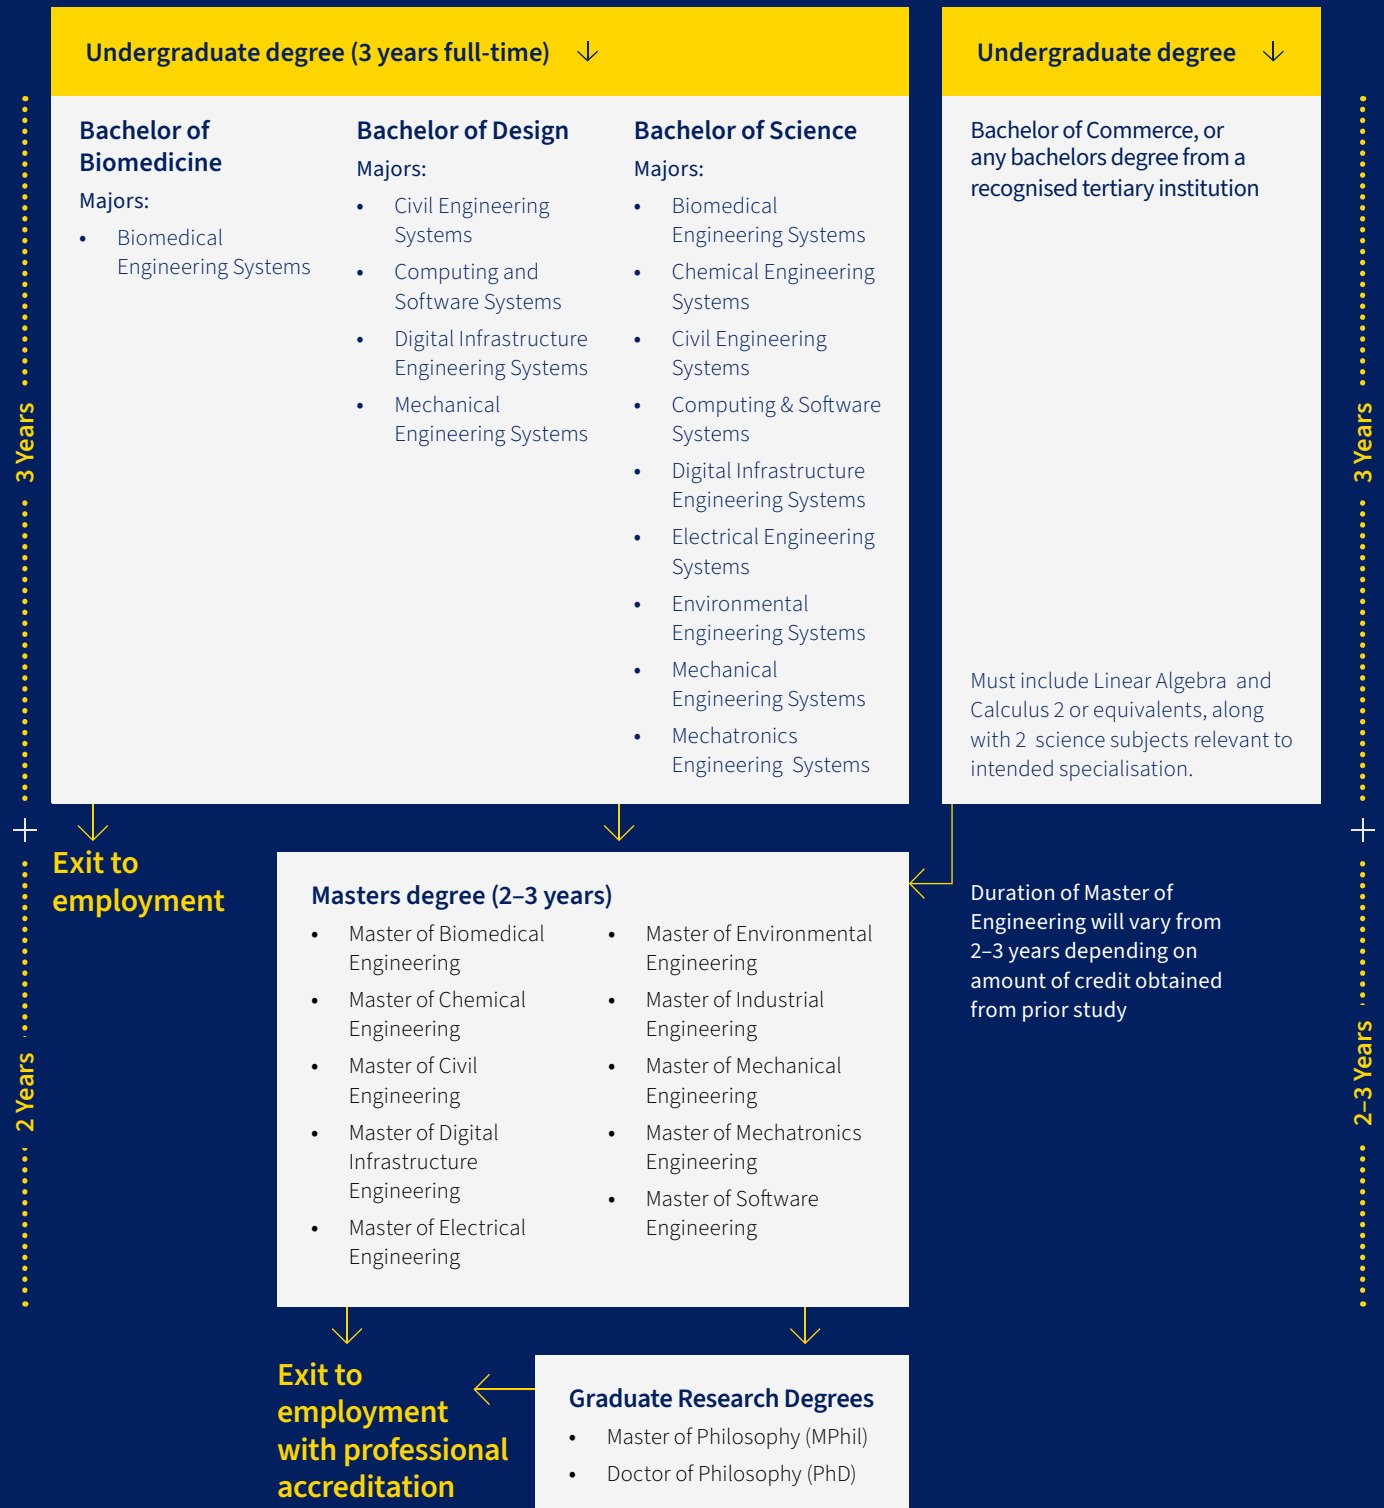 Undergraduate degree (3 years full-time)
Bachelor of
Biomedicine
Majors:
• Biomedical
Engineering Systems
Bachelor of Design
Majors:
• Civil Engineering
Systems
• Computing and
Software Systems
• Digital Infrastructure
Engineering Systems
• Mechanical
Engineering Systems
Bachelor of Science
Majors:
• Biomedical
Engineering Systems
• Chemical Engineering
Systems
• Civil Engineering
Systems
• Computing & Software
Systems
• Digital Infrastructure
Engineering Systems
• Electrical Engineering
Systems
• Environmental
Engineering Systems
• Mechanical
Engineering Systems
• Mechatronics
Engineering Systems
Undergraduate degree
Bachelor of Commerce, or
any bachelors degree from a
recognised tertiary institution
Must include Linear Algebra and
Calculus 2 or equivalents, along
with 2 science subjects relevant to
intended specialisation.
3 Years
3 Years
+
+
Exit to
employment
Masters degree (2–3 years)
• Master of Biomedical
Engineering
• Master of Chemical
Engineering
• Master of Civil
Engineering
• Master of Digital
Infrastructure
Engineering
• Master of Electrical
Engineering
• Master of Environmental
Engineering
• Master of Industrial
Engineering
• Master of Mechanical
Engineering
• Master of Mechatronics
Engineering
• Master of Software
Engineering
Duration of Master of
Engineering will vary from
2–3 years depending on
amount of credit obtained
from prior study
2 Years
2–3 Years
Exit to
employment
with professional
accreditation
Graduate Research Degrees
• Master of Philosophy (MPhil)
• Doctor of Philosophy (PhD)